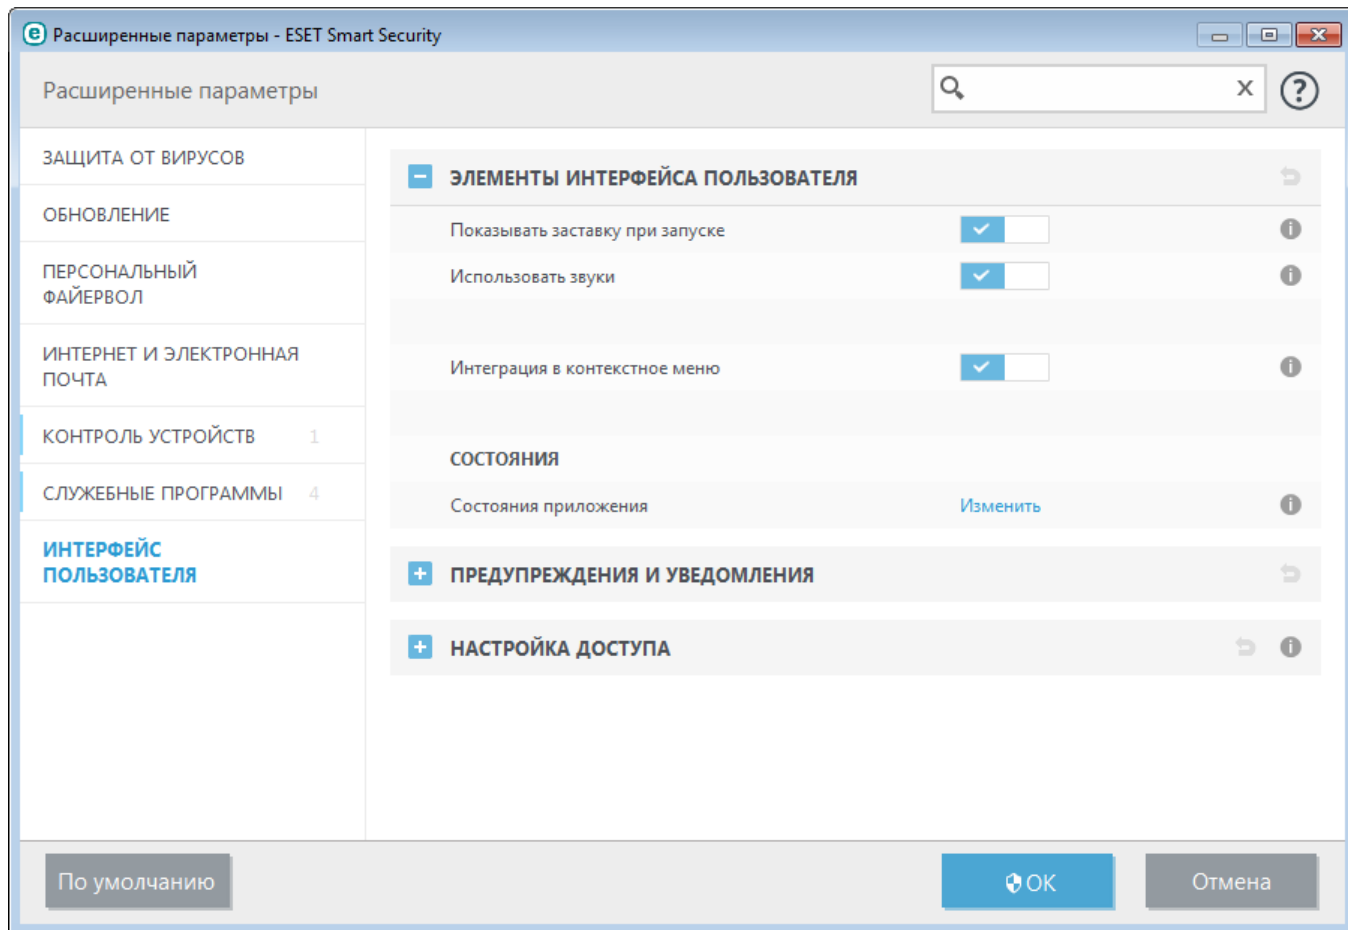 Расширенные параметры - ESET Smart Security
Расширенные параметры
ЗАЩИТА ОТ ВИРУСОВ
ОБНОВЛЕНИЕ
ПЕРСОНАЛЬНЫЙ
ФАЙЕРВОЛ
ИНТЕРНЕТ И ЭЛЕКТРОННАЯ
ПОЧТА
КОНТРОЛЬ УСТРОЙСТВ 1
СЛУЖЕБНЫЕ ПРОГРАММЫ 4
ИНТЕРФЕЙС
ПОЛЬЗОВАТЕЛЯ
ЭЛЕМЕНТЫ ИНТЕРФЕЙСА ПОЛЬЗОВАТЕЛЯ
Показывать заставку при запуске
Использовать звуки
Интеграция в контекстное меню
СОСТОЯНИЯ
Состояния приложения Изменить
ПРЕДУПРЕЖДЕНИЯ И УВЕДОМЛЕНИЯ
НАСТРОЙКА ДОСТУПА
По умолчанию
OK
Отмена